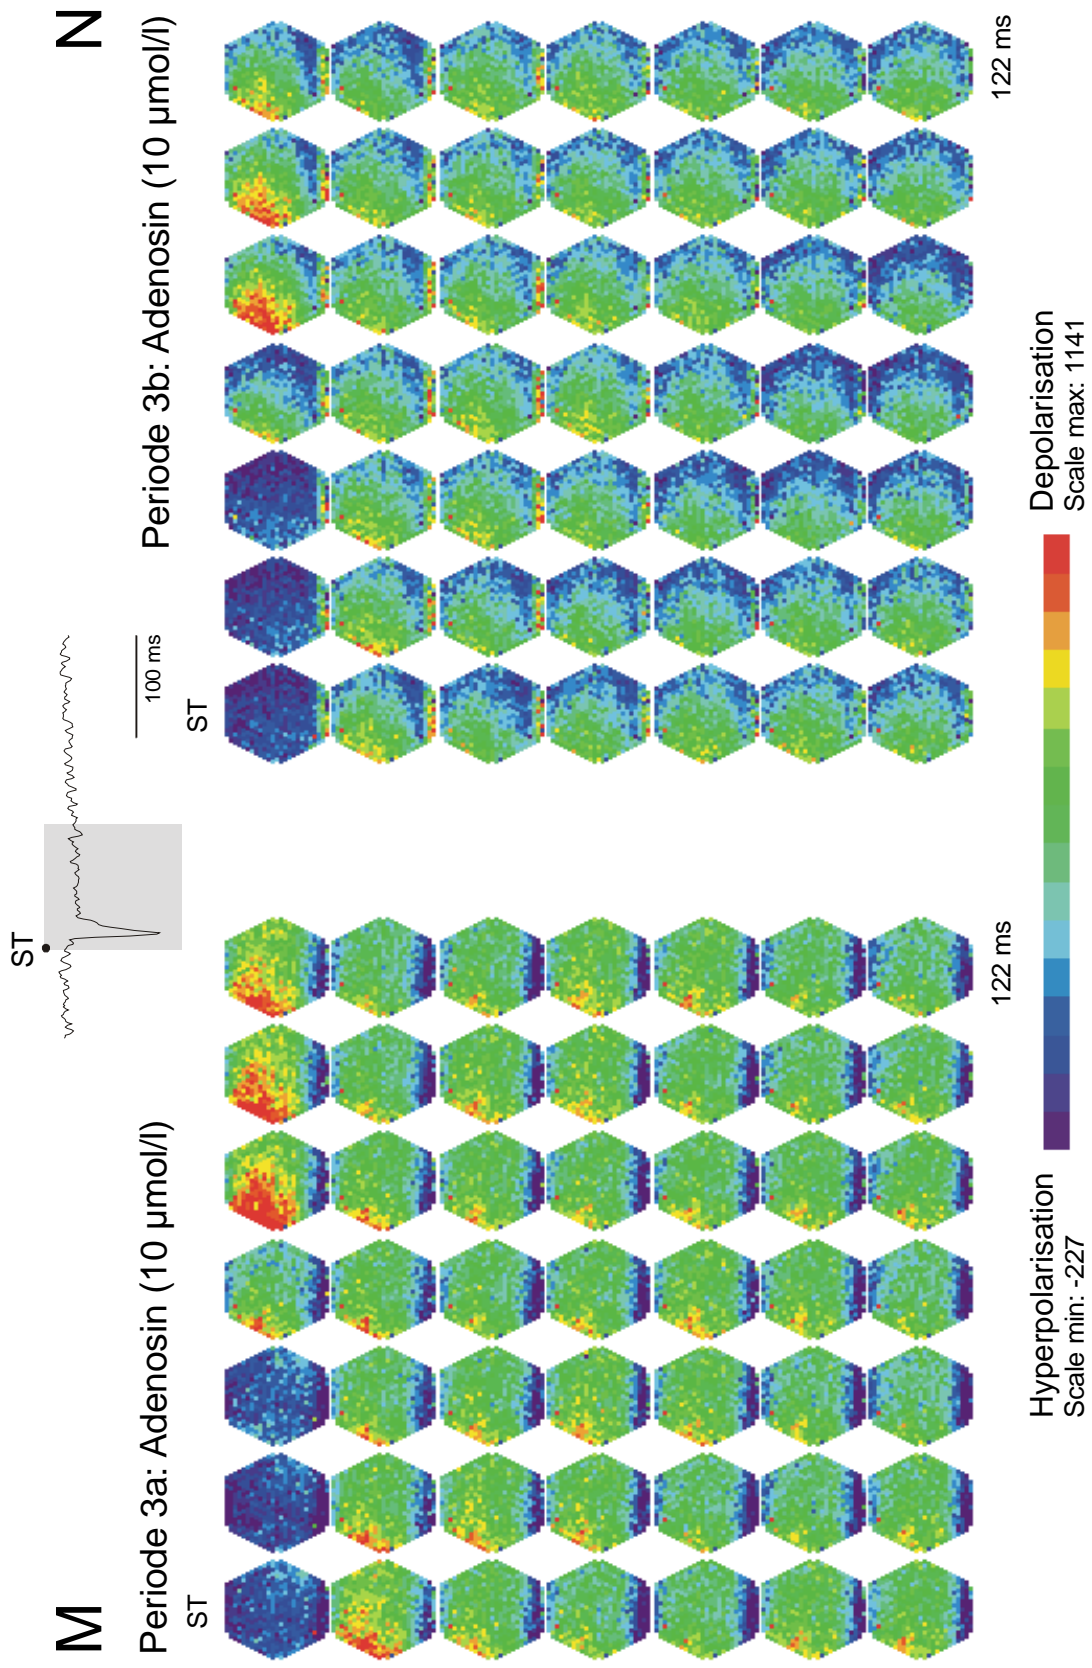 M
Periode 3a: Adenosin (10 µmol/l)
ST
122 ms
ST
100 ms
N
Periode 3b: Adenosin (10 µmol/l)
ST
122 ms
Hyperpolarisation
Scale min: -227
Depolarisation
Scale max: 1141